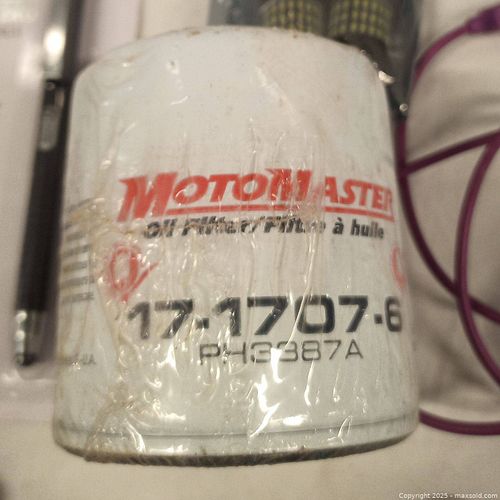 MOTOMASTER
Oil Filter/Filtre à huile
17-1707-6
PH3387A
Copyright 2025 - maxsold.com